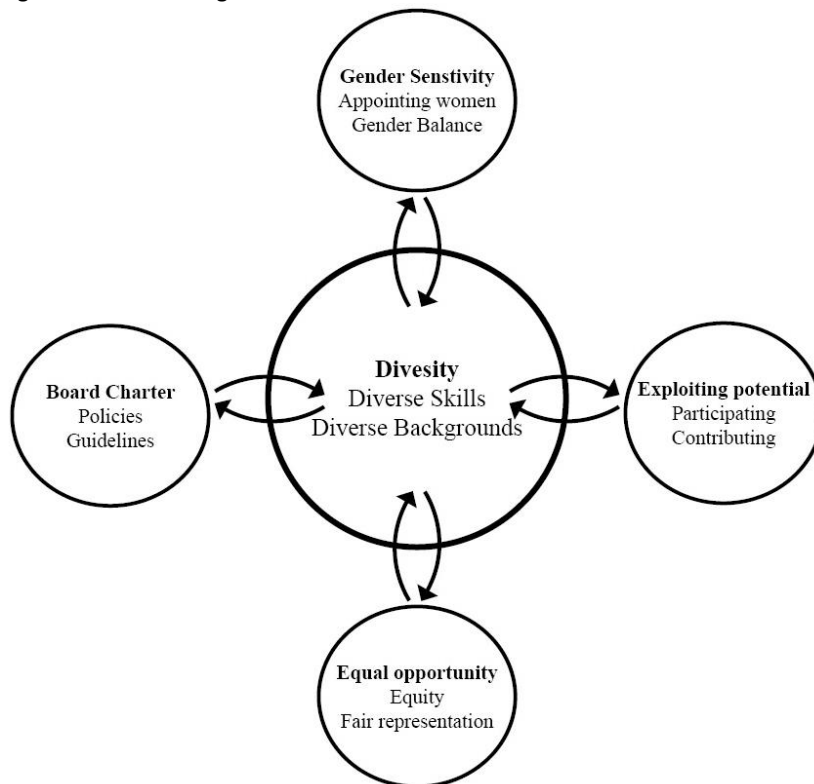 Gender Senstivity
Appointing women
Gender Balance
Board Charter
Policies
Guidelines
Divesity
Diverse Skills
Diverse Backgrounds
Exploiting potential
Participating
Contributing
Equal opportunity
Equity
Fair representation